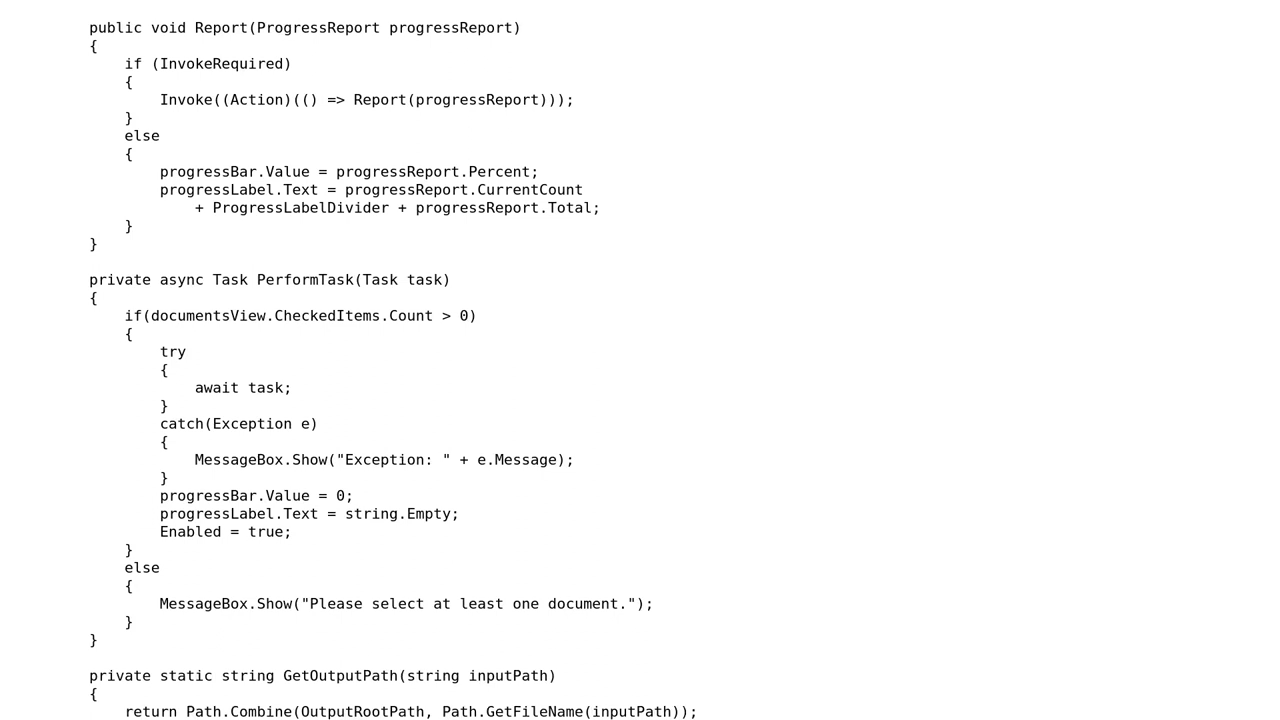 public void Report(ProgressReport progressReport)
{
if (InvokeRequired)
{
Invoke((Action)(() => Report(progressReport)));
}
else
{
progressBar.Value = progressReport.Percent;
progressLabel.Text = progressReport.CurrentCount
+ ProgressLabelDivider + progressReport.Total;
}
}
private async Task PerformTask(Task task)
{
if(documentsView.CheckedItems.Count > 0)
{
try
{
await task;
}
catch(Exception e)
{
MessageBox.Show("Exception: " + e.Message);
}
progressBar.Value = 0;
progressLabel.Text = string.Empty;
Enabled = true;
}
else
{
MessageBox.Show("Please select at least one document.");
}
}
private static string GetOutputPath(string inputPath)
{
return Path.Combine(OutputRootPath, Path.GetFileName(inputPath));